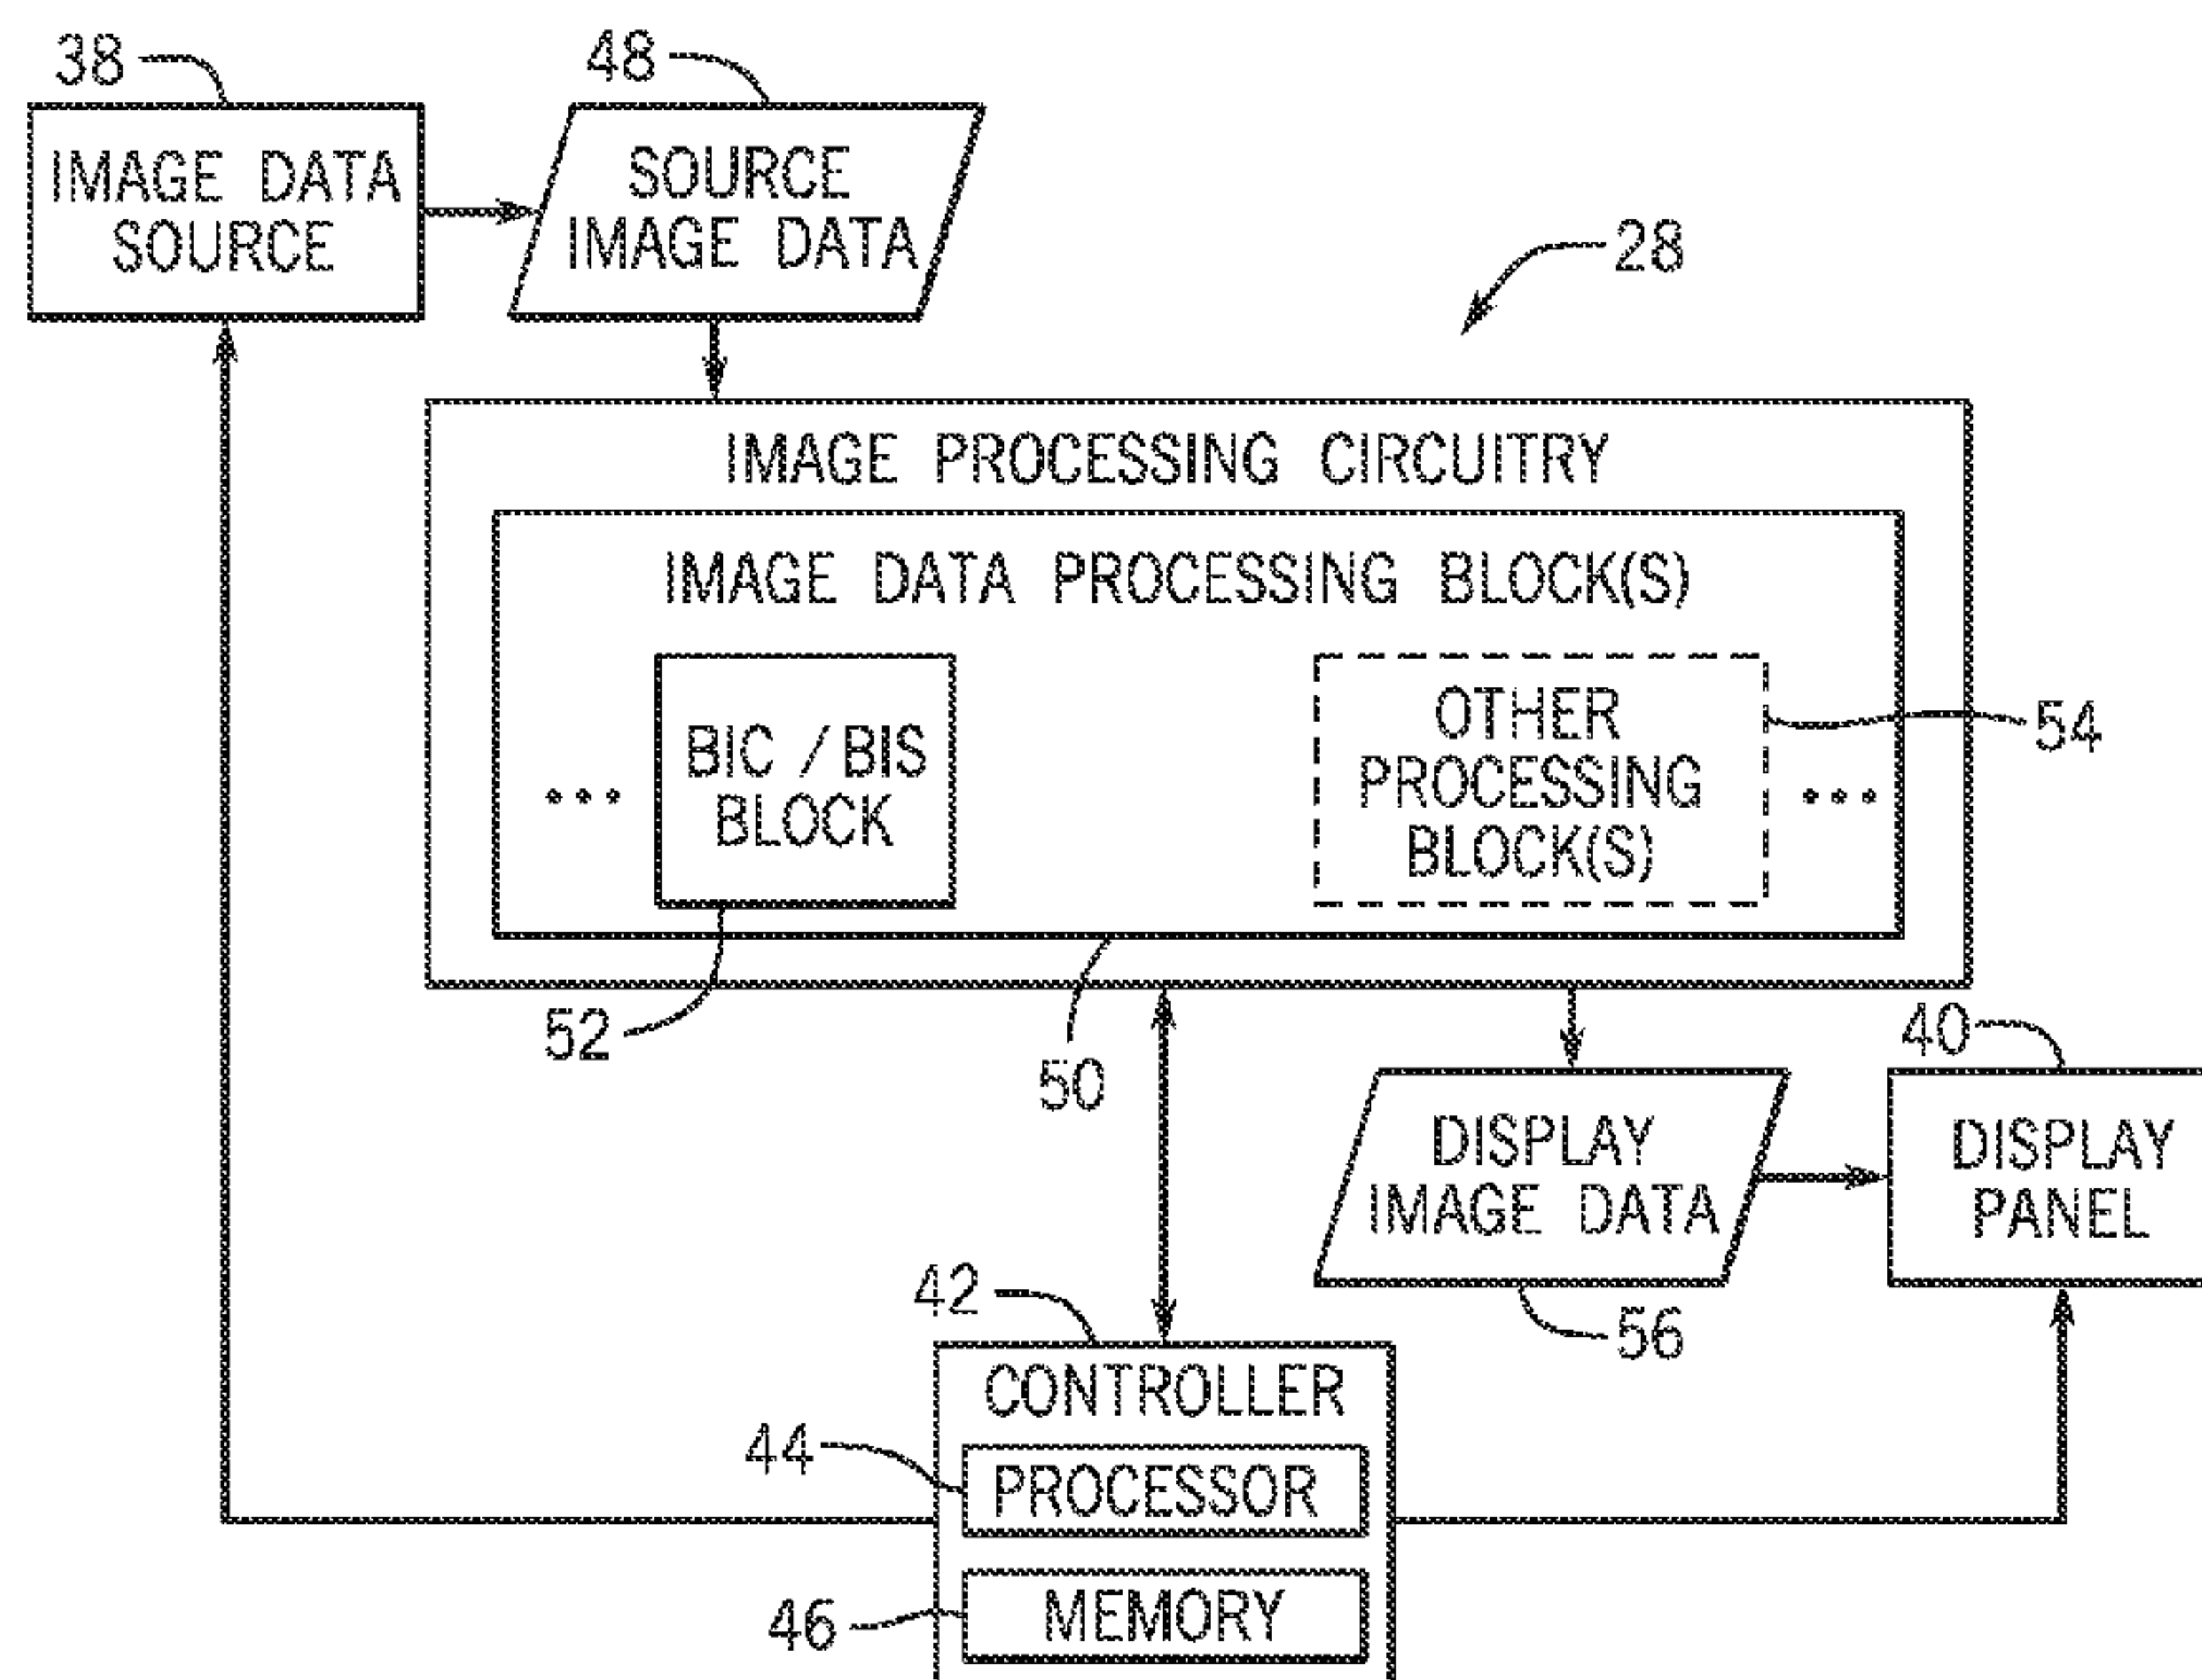 38
48
IMAGE DATA
SOURCE
SOURCE
IMAGE DATA
28
IMAGE PROCESSING CIRCUITRY
IMAGE DATA PROCESSING BLOCK(S)
...
BIC / BIS
BLOCK
OTHER
PROCESSING
BLOCK(S)
...
54
52
50
40
DISPLAY
IMAGE DATA
DISPLAY
PANEL
42
56
CONTROLLER
44
PROCESSOR
46
MEMORY